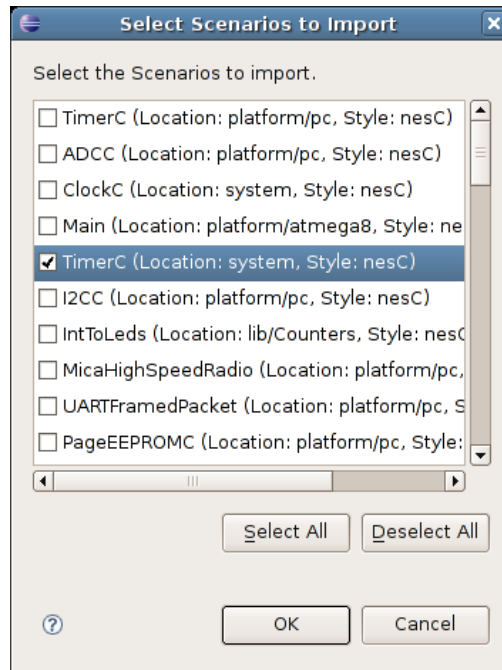 Select Scenarios to Import
Select the Scenarios to import.
TimerC (Location: platform/pc, Style: nesC)
ADCC (Location: platform/pc, Style: nesC)
ClockC (Location: system, Style: nesC)
Main (Location: platform/atmega8, Style: ne
TimerC (Location: system, Style: nesC)
I2CC (Location: platform/pc, Style: nesC)
IntToLeds (Location: lib/Counters, Style: nesC
MicaHighSpeedRadio (Location: platform/pc,
UARTFramedPacket (Location: platform/pc, S
PageEEPROMC (Location: platform/pc, Style:
Select All Deselect All
? OK Cancel